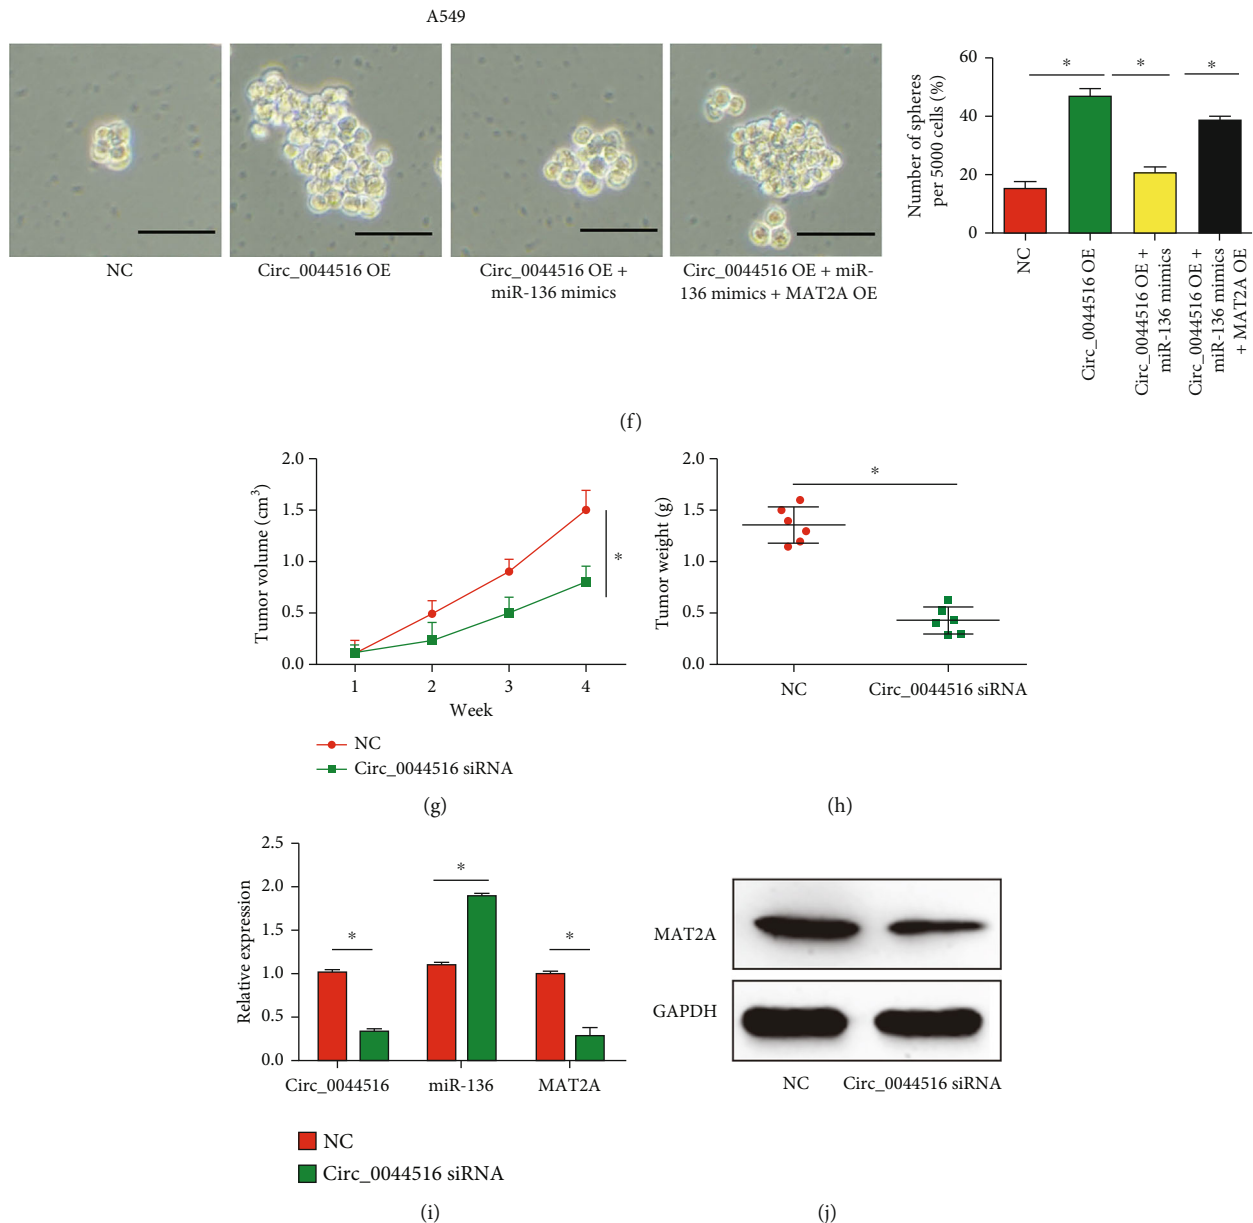 A549
NC
Circ_0044516 OE
Circ_0044516 OE +
miR-136 mimics
Circ_0044516 OE + miR-
136 mimics + MAT2A OE
Number of spheres
per 5000 cells (%)
60
40
20
0
*
*
*
NC
Circ_0044516 OE
Circ_0044516 OE +
miR-136 mimics
Circ_0044516 OE +
miR-136 mimics
+ MAT2A OE
(f)
Tumor volume (cm³)
2.0
1.5
1.0
0.5
0.0
*
1 2 3 4
Week
NC
Circ_0044516 siRNA
(g)
Tumor weight (g)
2.0
1.5
1.0
0.5
0.0
*
NC Circ_0044516 siRNA
(h)
Relative expression
2.5
2.0
1.5
1.0
0.5
0.0
*
*
*
Circ_0044516 miR-136 MAT2A
NC
Circ_0044516 siRNA
(i)
MAT2A
GAPDH
NC Circ_0044516 siRNA
(j)